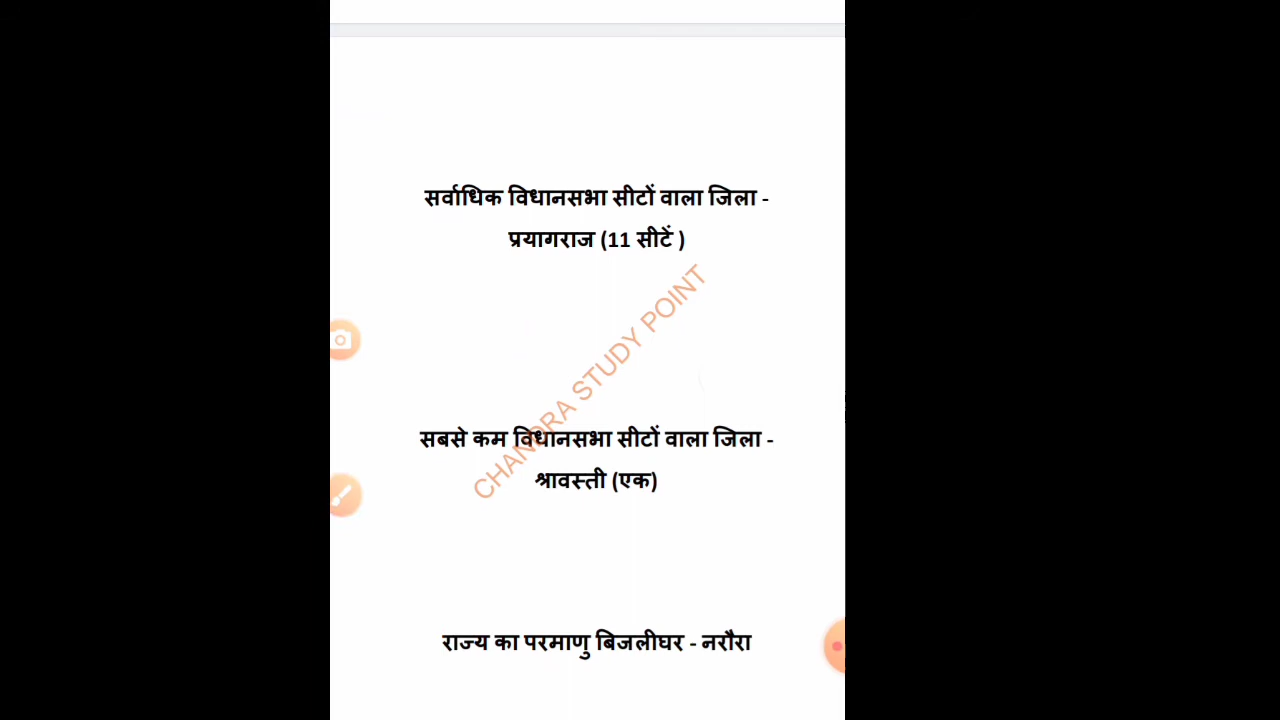 सर्वाधिक विधानसभा सीटों वाला जिला -
प्रयागराज (11 सीटें )
CHANDRA STUDY POINT
सबसे कम विधानसभा सीटों वाला जिला -
श्रावस्ती (एक)
राज्य का परमाणु बिजलीघर - नरौरा